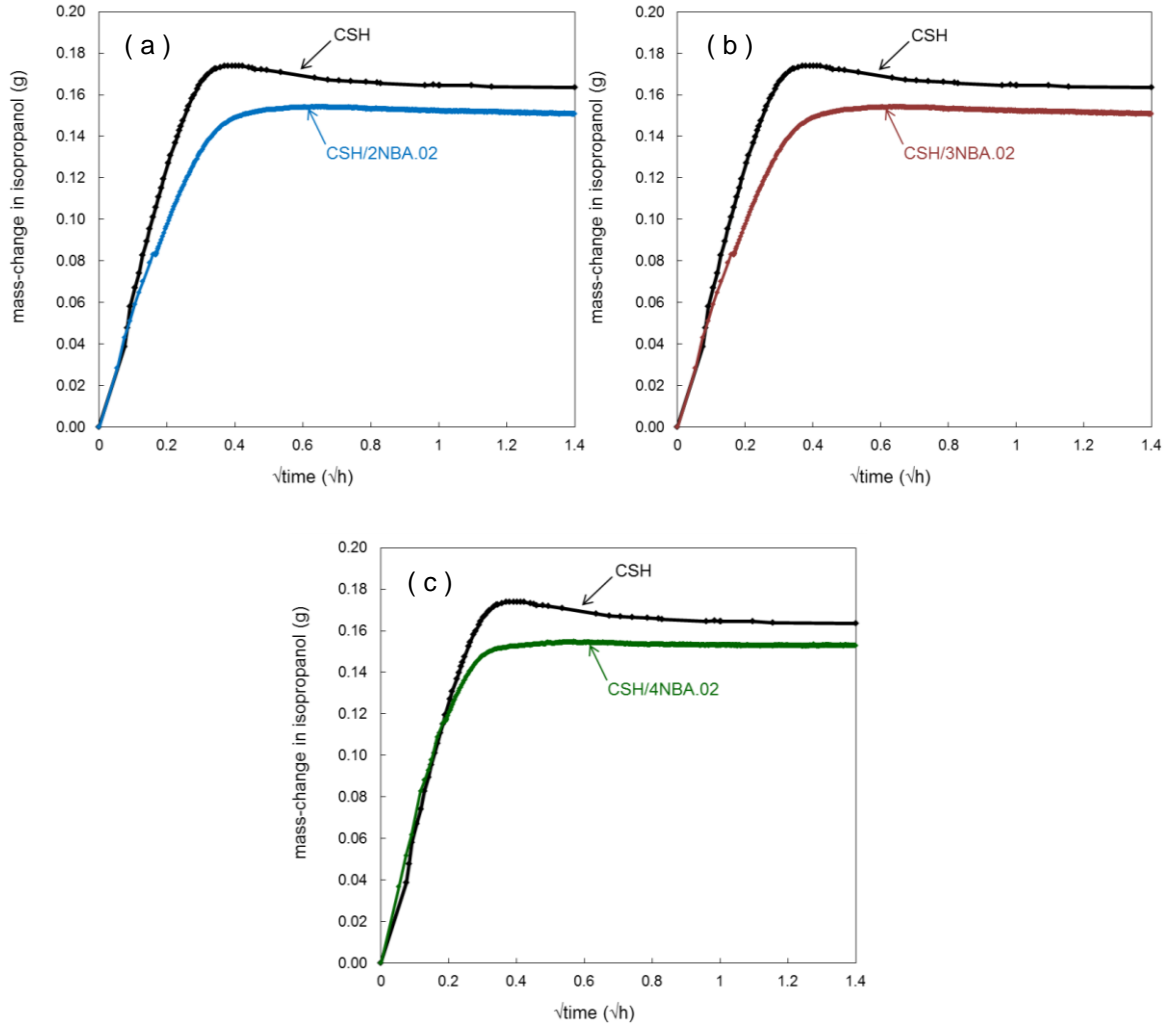 ( a )
CSH
CSH/2NBA.02
mass-change in isopropanol (g)
0.20
0.18
0.16
0.14
0.12
0.10
0.08
0.06
0.04
0.02
0.00
0 0.2 0.4 0.6 0.8 1 1.2 1.4
√time (√h)
( b )
CSH
CSH/3NBA.02
mass-change in isopropanol (g)
0.20
0.18
0.16
0.14
0.12
0.10
0.08
0.06
0.04
0.02
0.00
0 0.2 0.4 0.6 0.8 1 1.2 1.4
√time (√h)
( c )
CSH
CSH/4NBA.02
mass-change in isopropanol (g)
0.20
0.18
0.16
0.14
0.12
0.10
0.08
0.06
0.04
0.02
0.00
0 0.2 0.4 0.6 0.8 1 1.2 1.4
√time (√h)